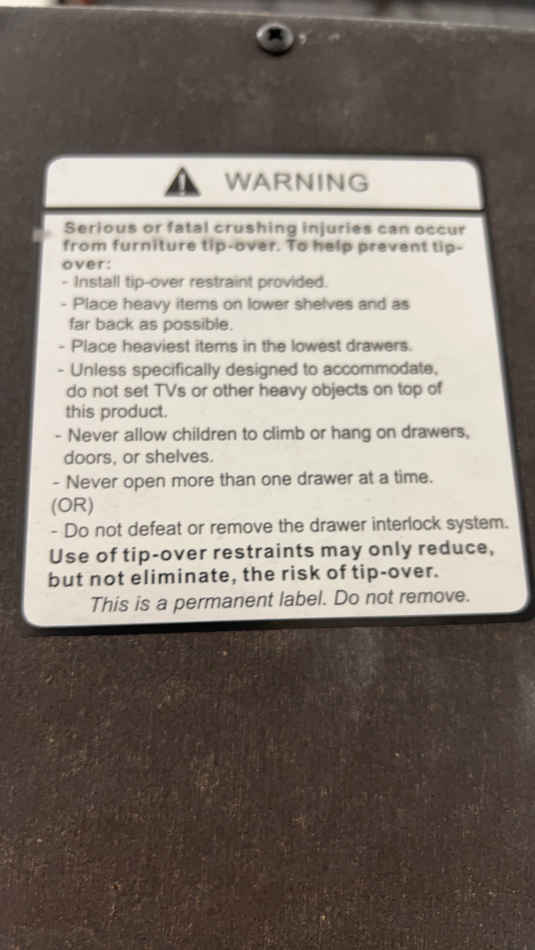 WARNING
Serious or fatal crushing injuries can occur
from furniture tip-over. To help prevent tip-
over:
- Install tip-over restraint provided.
- Place heavy items on lower shelves and as
far back as possible.
- Place heaviest items in the lowest drawers.
- Unless specifically designed to accommodate,
do not set TVs or other heavy objects on top of
this product.
- Never allow children to climb or hang on drawers,
doors, or shelves.
- Never open more than one drawer at a time.
(OR)
- Do not defeat or remove the drawer interlock system.
Use of tip-over restraints may only reduce,
but not eliminate, the risk of tip-over.
This is a permanent label. Do not remove.